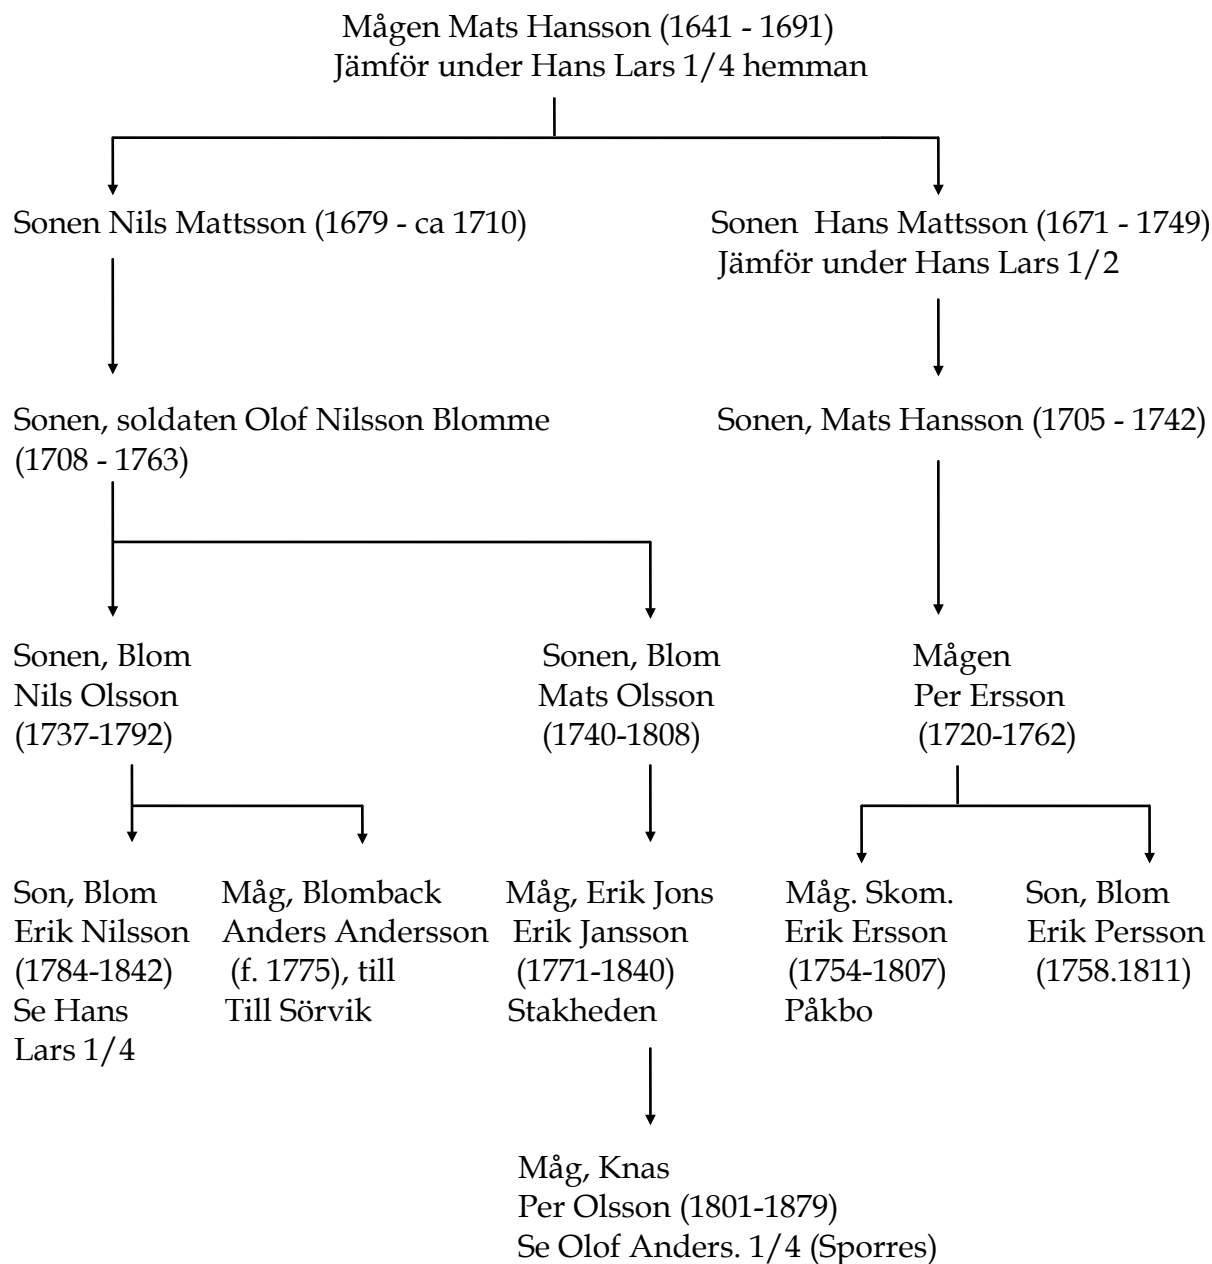 Mågen Mats Hansson (1641 - 1691)
Jämför under Hans Lars 1/4 hemman
Sonen Nils Mattsson (1679 - ca 1710)
Sonen Hans Mattsson (1671 - 1749)
Jämför under Hans Lars 1/2
Sonen, soldaten Olof Nilsson Blomme
(1708 - 1763)
Sonen, Mats Hansson (1705 - 1742)
Sonen, Blom
Nils Olsson
(1737-1792)
Sonen, Blom
Mats Olsson
(1740-1808)
Mågen
Per Ersson
(1720-1762)
Son, Blom
Erik Nilsson
(1784-1842)
Se Hans
Lars 1/4
Måg, Blomback
Anders Andersson
(f. 1775), till
Till Sörvik
Måg, Erik Jons
Erik Jansson
(1771-1840)
Stakheden
Måg. Skom.
Erik Ersson
(1754-1807)
Påkbo
Son, Blom
Erik Persson
(1758.1811)
Måg, Knas
Per Olsson (1801-1879)
Se Olof Anders. 1/4 (Sporres)